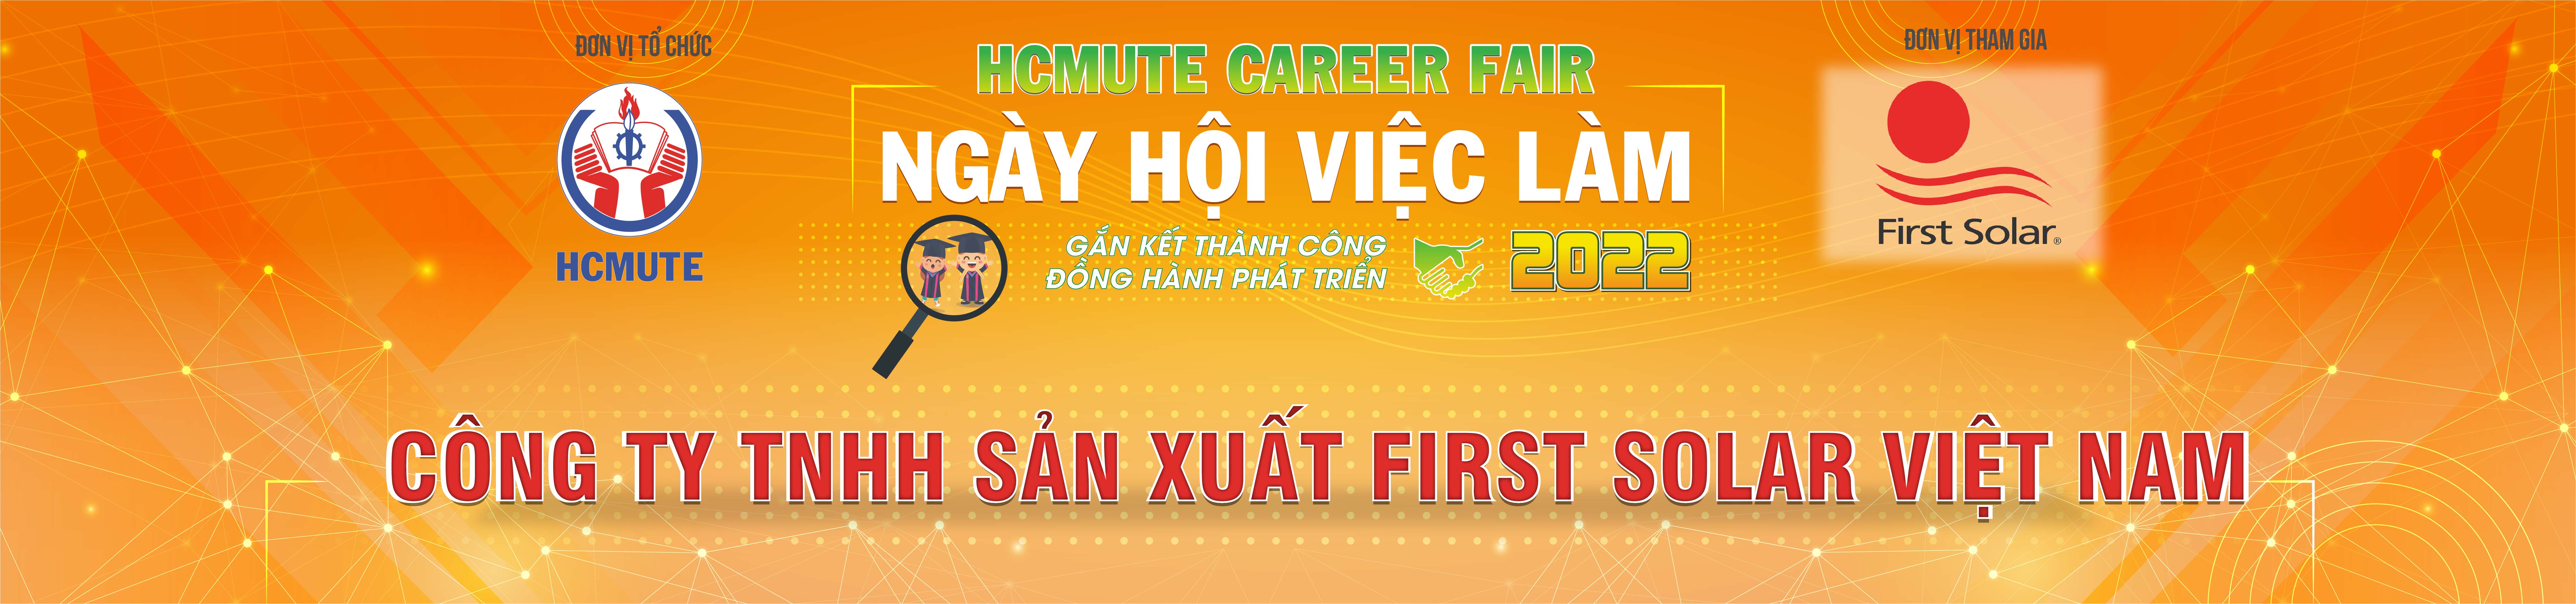 ĐƠN VỊ TỔ CHỨC
HCMUTE
HCMUTE CAREER FAIR
NGÀY HỘI VIỆC LÀM
GẮN KẾT THÀNH CÔNG
ĐỒNG HÀNH PHÁT TRIỂN
2022
ĐƠN VỊ THAM GIA
First Solar®
CÔNG TY TNHH SẢN XUẤT FIRST SOLAR VIỆT NAM